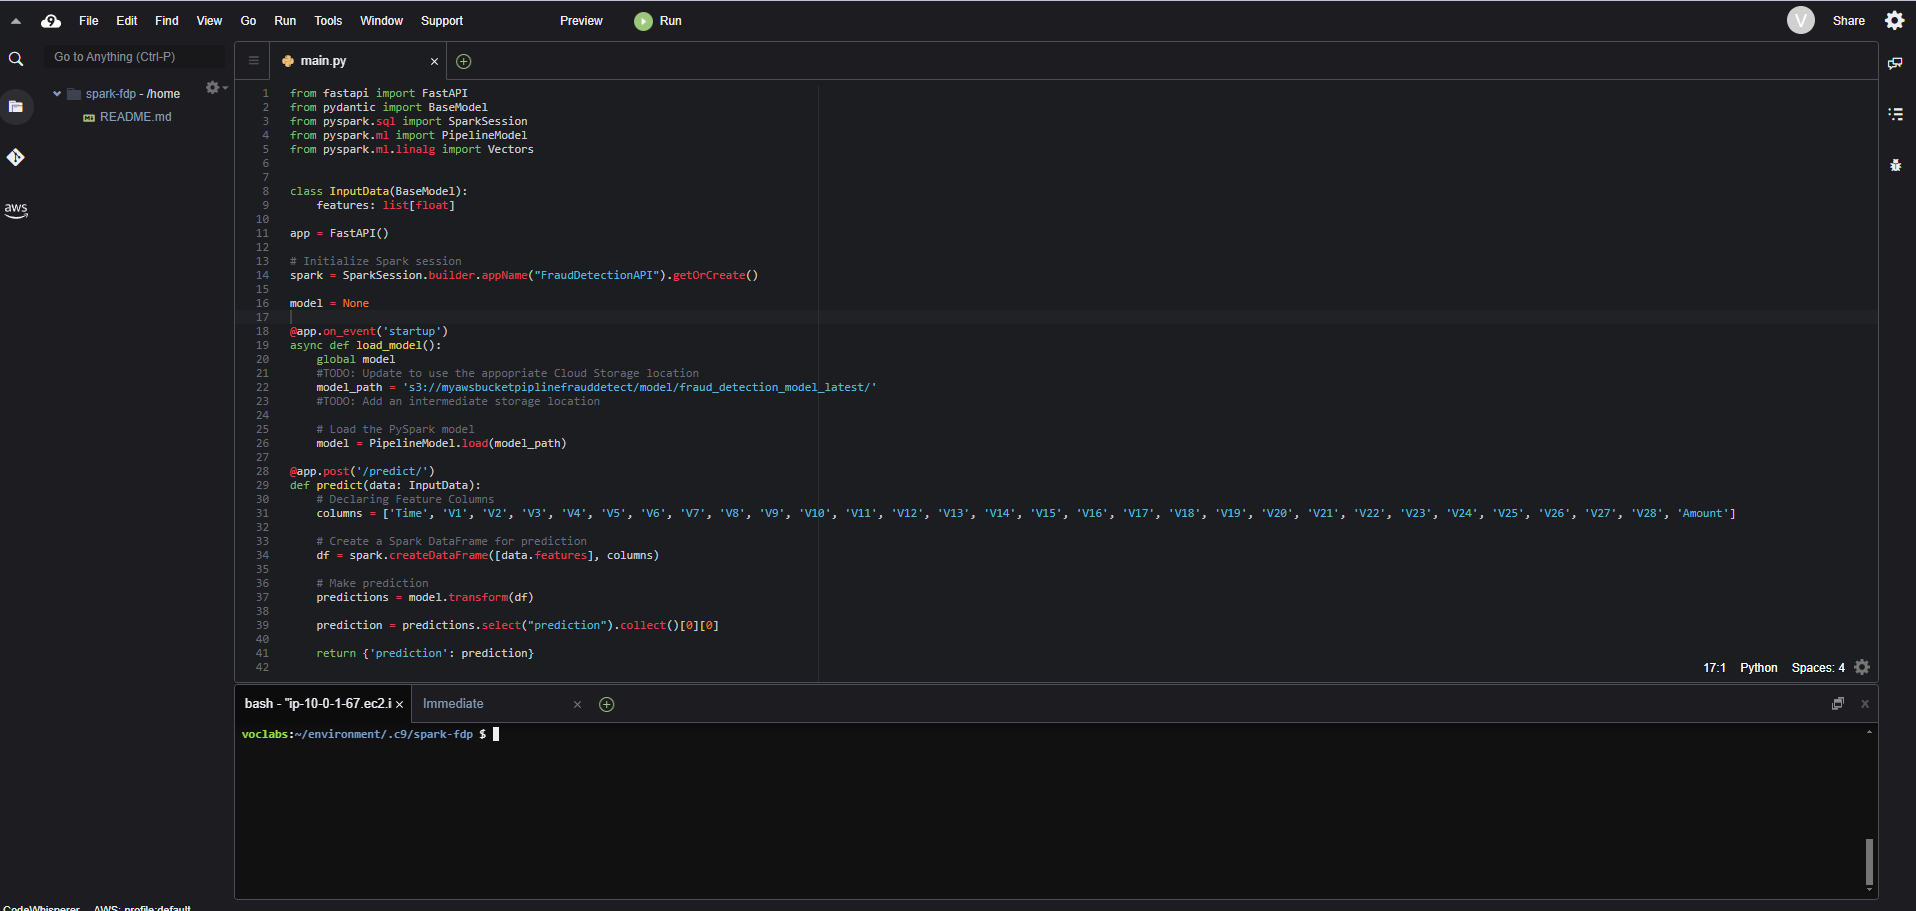 File Edit Find View Go Run Tools Window Support Preview Run V Share
Go to Anything (Ctrl-P)
main.py
spark-fdp - /home
README.md
aws
1 from fastapi import FastAPI
2 from pydantic import BaseModel
3 from pyspark.sql import SparkSession
4 from pyspark.ml import PipelineModel
5 from pyspark.ml.linalg import Vectors
6
7
8 class InputData(BaseModel):
9     features: list[float]
10
11 app = FastAPI()
12
13 # Initialize Spark session
14 spark = SparkSession.builder.appName("FraudDetectionAPI").getOrCreate()
15
16 model = None
17
18 @app.on_event('startup')
19 async def load_model():
20     global model
21     #TODO: Update to use the appopriate Cloud Storage location
22     model_path = 's3://myawsbucketpiplinefrauddetect/model/fraud_detection_model_latest/'
23     #TODO: Add an intermediate storage location
24
25     # Load the PySpark model
26     model = PipelineModel.load(model_path)
27
28 @app.post('/predict/')
29 def predict(data: InputData):
30     # Declaring Feature Columns
31     columns = ['Time', 'V1', 'V2', 'V3', 'V4', 'V5', 'V6', 'V7', 'V8', 'V9', 'V10', 'V11', 'V12', 'V13', 'V14', 'V15', 'V16', 'V17', 'V18', 'V19', 'V20', 'V21', 'V22', 'V23', 'V24', 'V25', 'V26', 'V27', 'V28', 'Amount']
32
33     # Create a Spark DataFrame for prediction
34     df = spark.createDataFrame([data.features], columns)
35
36     # Make prediction
37     predictions = model.transform(df)
38
39     prediction = predictions.select("prediction").collect()[0][0]
40
41     return {'prediction': prediction}
42
17:1 Python Spaces: 4
bash - "ip-10-0-1-67.ec2.i Immediate
voclabs:~/environment/.c9/spark-fdp $
CodeWhisperer AWS: profile:default